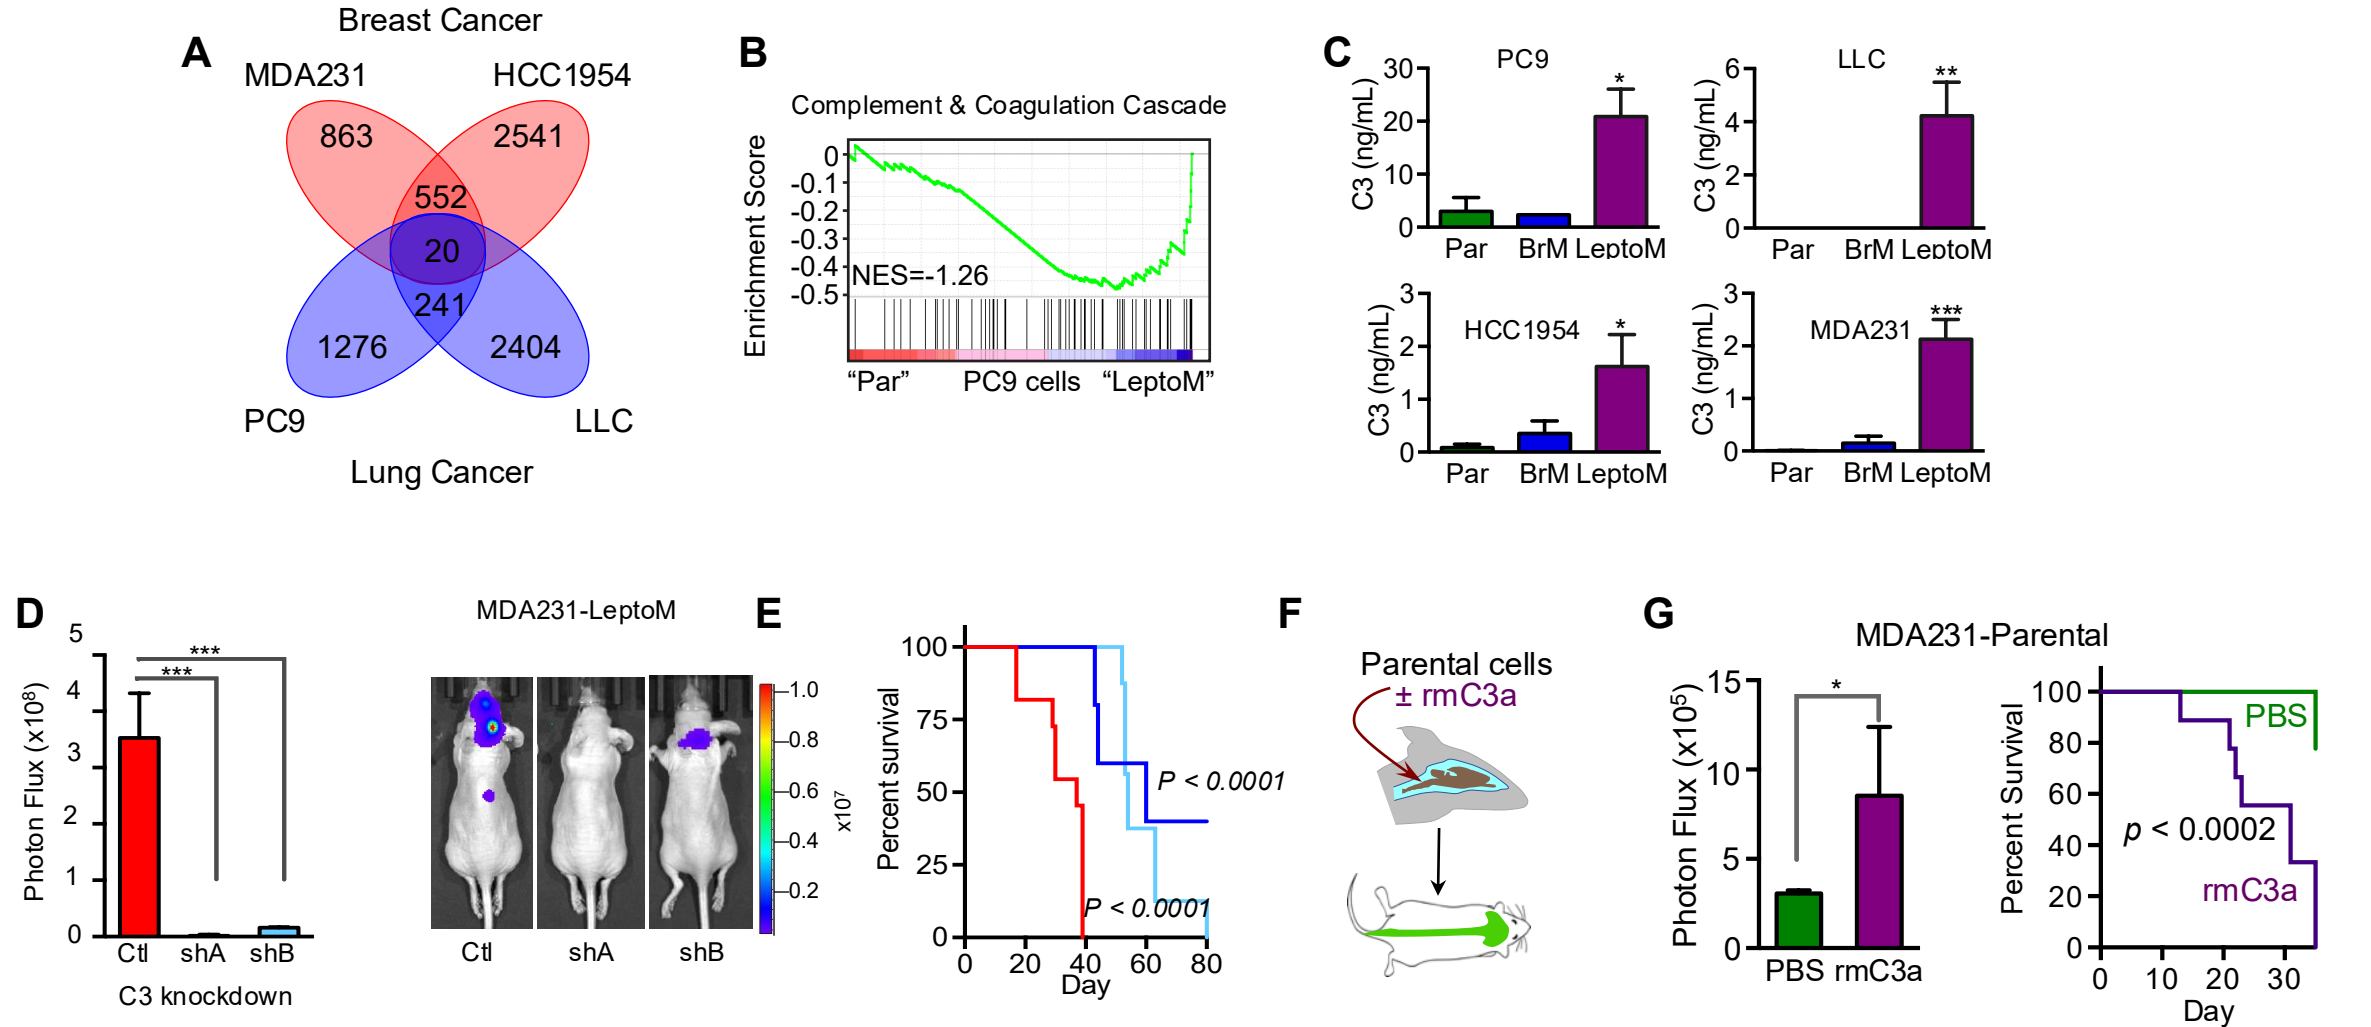 A
Breast Cancer
MDA231
HCC1954
863
2541
552
20
241
1276
2404
PC9
LLC
Lung Cancer
B
Complement & Coagulation Cascade
Enrichment Score
0
-0.1
-0.2
-0.3
-0.4
-0.5
NES=-1.26
“Par”
PC9 cells
“LeptoM”
C
PC9
C3 (ng/mL)
30
20
10
0
*
Par
BrM
LeptoM
LLC
C3 (ng/mL)
6
4
2
0
**
Par
BrM
LeptoM
HCC1954
C3 (ng/mL)
3
2
1
0
*
Par
BrM
LeptoM
MDA231
C3 (ng/mL)
3
2
1
0
***
Par
BrM
LeptoM
D
Photon Flux (x10⁸)
5
4
3
2
1
0
***
***
Ctl
shA
shB
C3 knockdown
MDA231-LeptoM
Ctl
shA
shB
1.0
0.8
0.6
0.4
0.2
x10⁷
E
Percent survival
100
75
50
25
0
P < 0.0001
P < 0.0001
0
20
40
60
80
Day
F
Parental cells
± rmC3a
G
MDA231-Parental
Photon Flux (x10⁵)
15
10
5
0
*
PBS
rmC3a
Percent Survival
100
80
60
40
20
0
PBS
p < 0.0002
rmC3a
0
10
20
30
Day